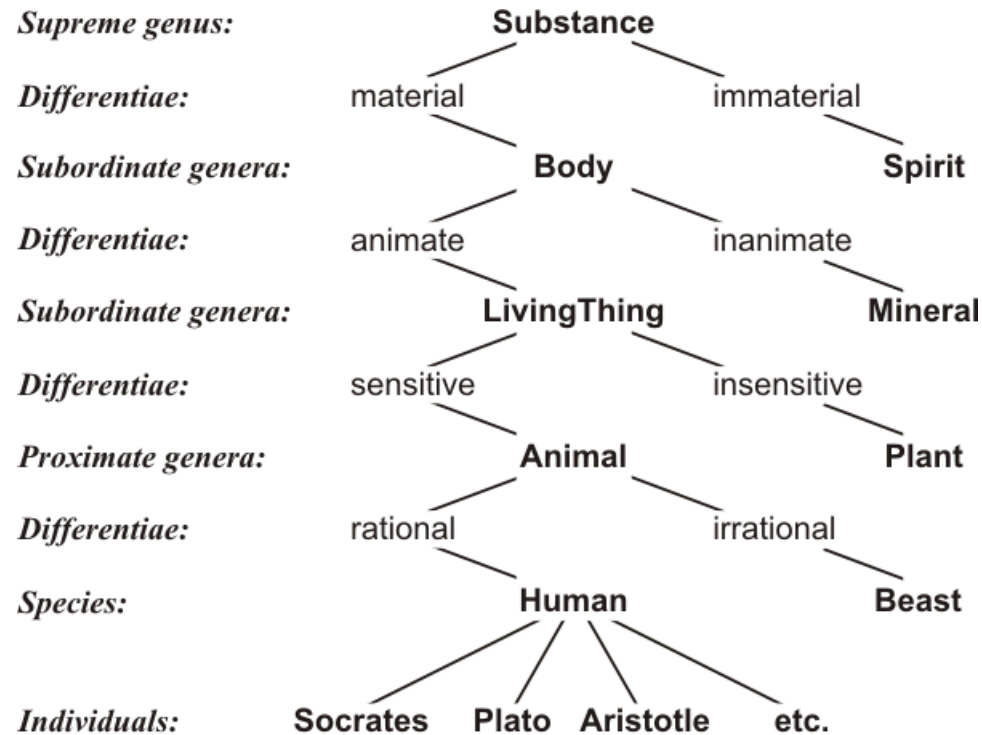 Supreme genus: Substance
Differentiae: material immaterial
Subordinate genera: Body Spirit
Differentiae: animate inanimate
Subordinate genera: LivingThing Mineral
Differentiae: sensitive insensitive
Proximate genera: Animal Plant
Differentiae: rational irrational
Species: Human Beast
Individuals: Socrates Plato Aristotle etc.